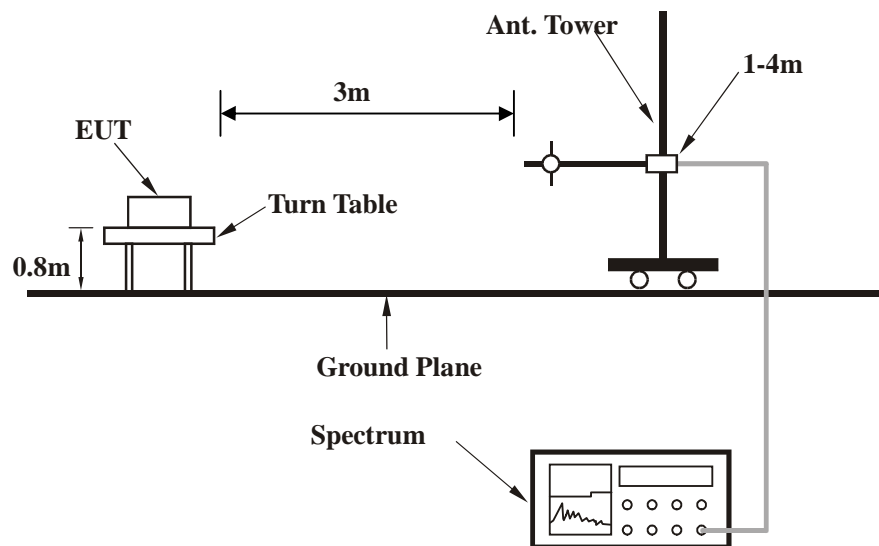 Ant. Tower
1-4m
3m
EUT
Turn Table
0.8m
Ground Plane
Spectrum